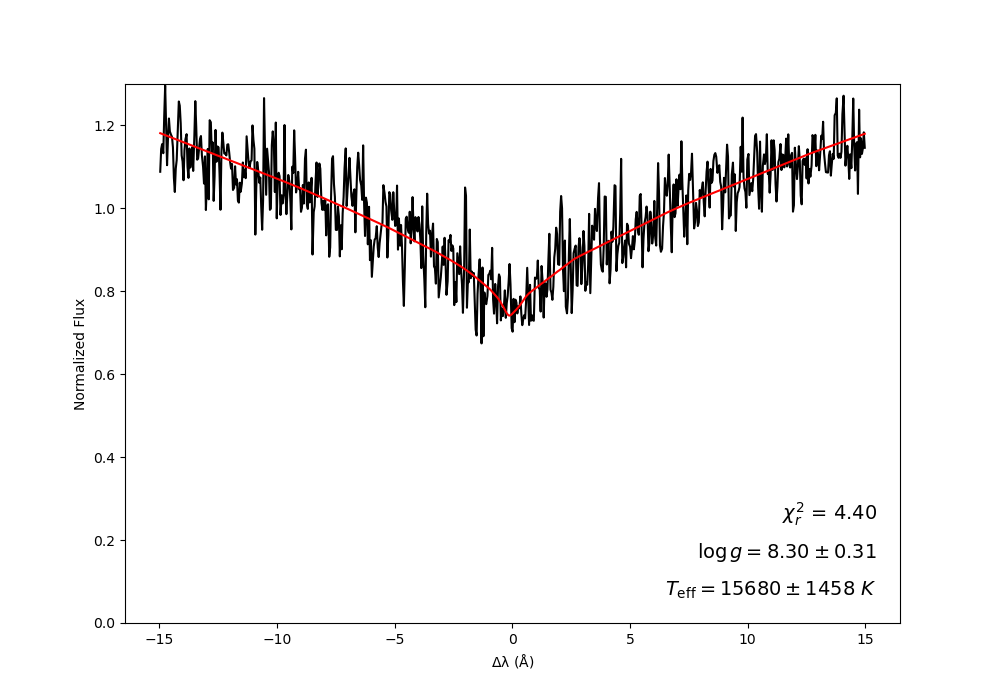 1.2
1.0
0.8
0.6
0.4
0.2
0.0
Normalized Flux
χ²ᵣ = 4.40
log g = 8.30 ± 0.31
T_eff = 15680 ± 1458 K
−15 −10 −5 0 5 10 15
Δλ (Å)